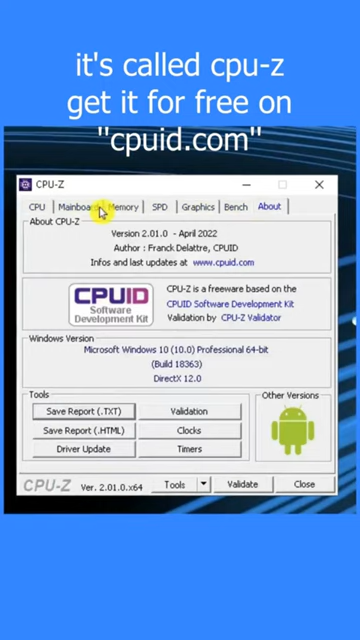 it's called cpu-z
get it for free on
"cpuid.com"
CPU-Z
CPU Mainboard Memory SPD Graphics Bench About
About CPU-Z
Version 2.01.0 - April 2022
Author : Franck Delattre, CPUID
Infos and last updates at www.cpuid.com
CPUID
Software
Development Kit
CPU-Z is a freeware based on the
CPUID Software Development Kit
Validation by CPU-Z Validator
Windows Version
Microsoft Windows 10 (10.0) Professional 64-bit
(Build 18363)
DirectX 12.0
Tools
Save Report (.TXT) Validation
Save Report (.HTML) Clocks
Driver Update Timers
Other Versions
CPU-Z Ver. 2.01.0.x64 Tools Validate Close